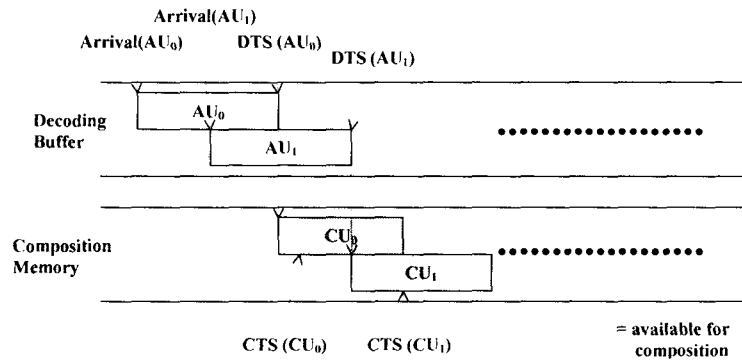 Arrival(AU₁)
Arrival(AU₀) DTS (AU₀)
DTS (AU₁)
Decoding
Buffer
AU₀
AU₁
Composition
Memory
CU₀
CU₁
CTS (CU₀) CTS (CU₁)
= available for
composition